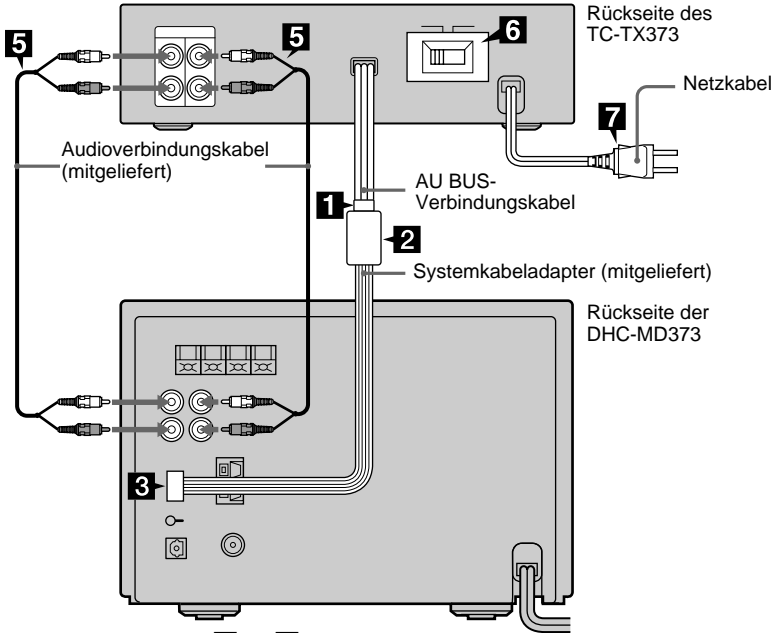 Rückseite des
TC-TX373
5
5
6
Netzkabel
7
Audioverbindungskabel
(mitgeliefert)
AU BUS-
Verbindungskabel
1
2
Systemkabeladapter (mitgeliefert)
Rückseite der
DHC-MD373
3